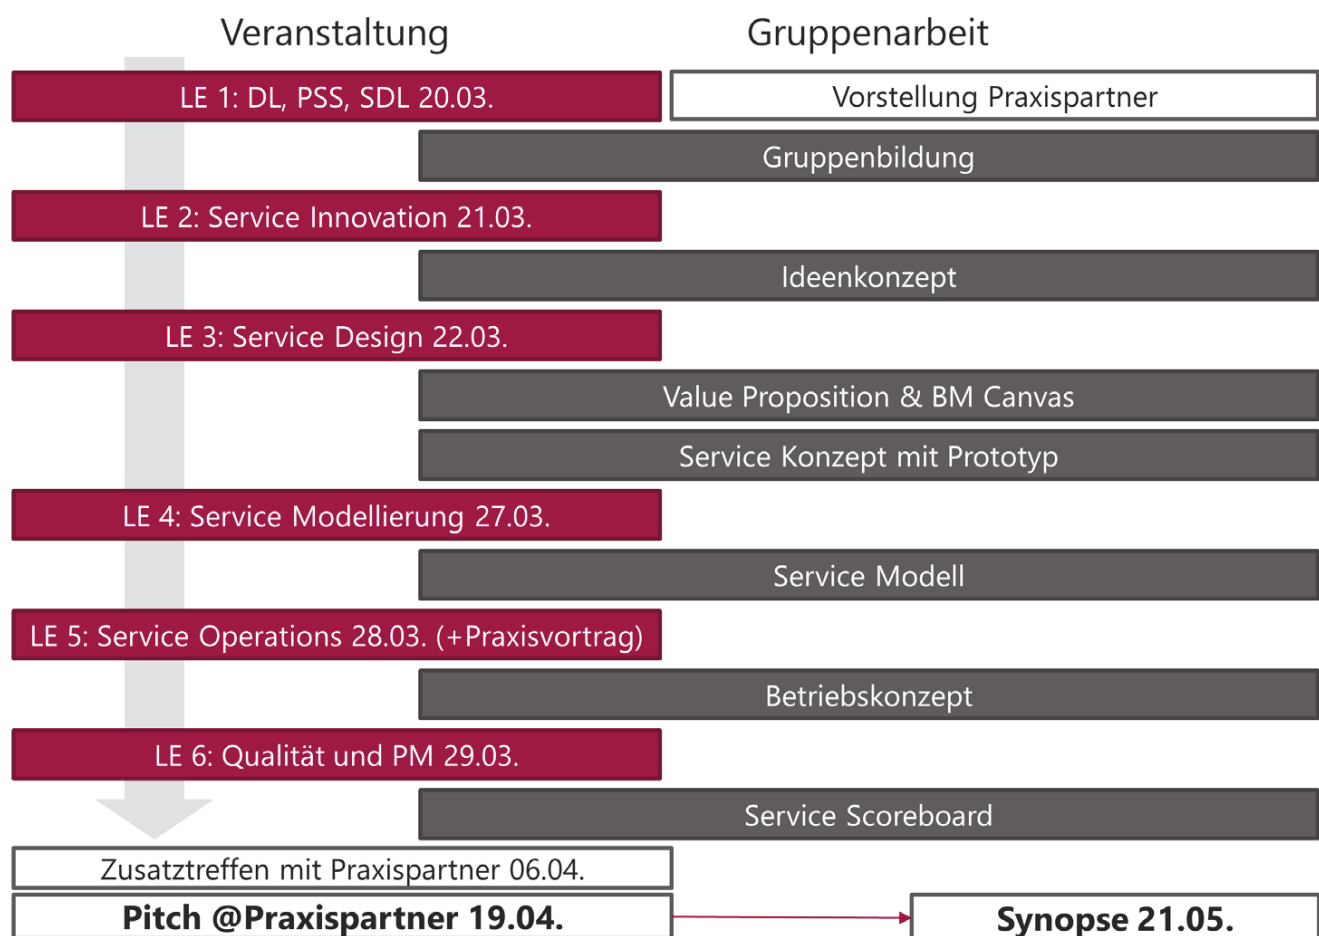 Veranstaltung
Gruppenarbeit
LE 1: DL, PSS, SDL 20.03.
Vorstellung Praxispartner
Gruppenbildung
LE 2: Service Innovation 21.03.
Ideenkonzept
LE 3: Service Design 22.03.
Value Proposition & BM Canvas
Service Konzept mit Prototyp
LE 4: Service Modellierung 27.03.
Service Modell
LE 5: Service Operations 28.03. (+Praxisvortrag)
Betriebskonzept
LE 6: Qualität und PM 29.03.
Service Scoreboard
Zusatztreffen mit Praxispartner 06.04.
Pitch @Praxispartner 19.04.
Synopse 21.05.